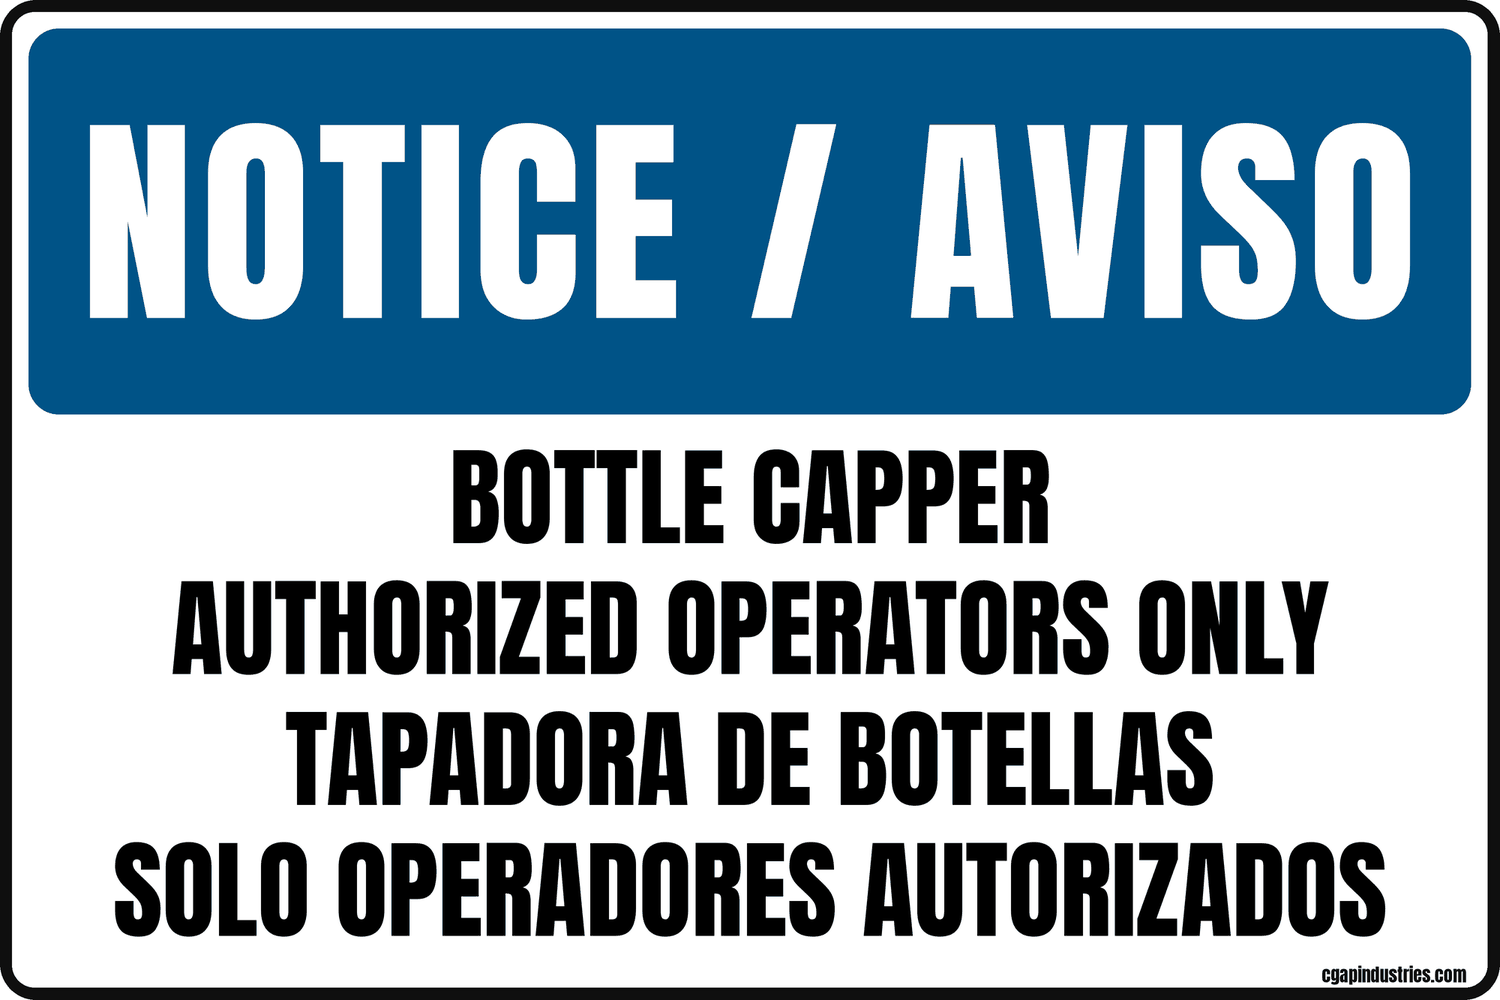 NOTICE / AVISO
BOTTLE CAPPER
AUTHORIZED OPERATORS ONLY
TAPADORA DE BOTELLAS
SOLO OPERADORES AUTORIZADOS
cgapindustries.com